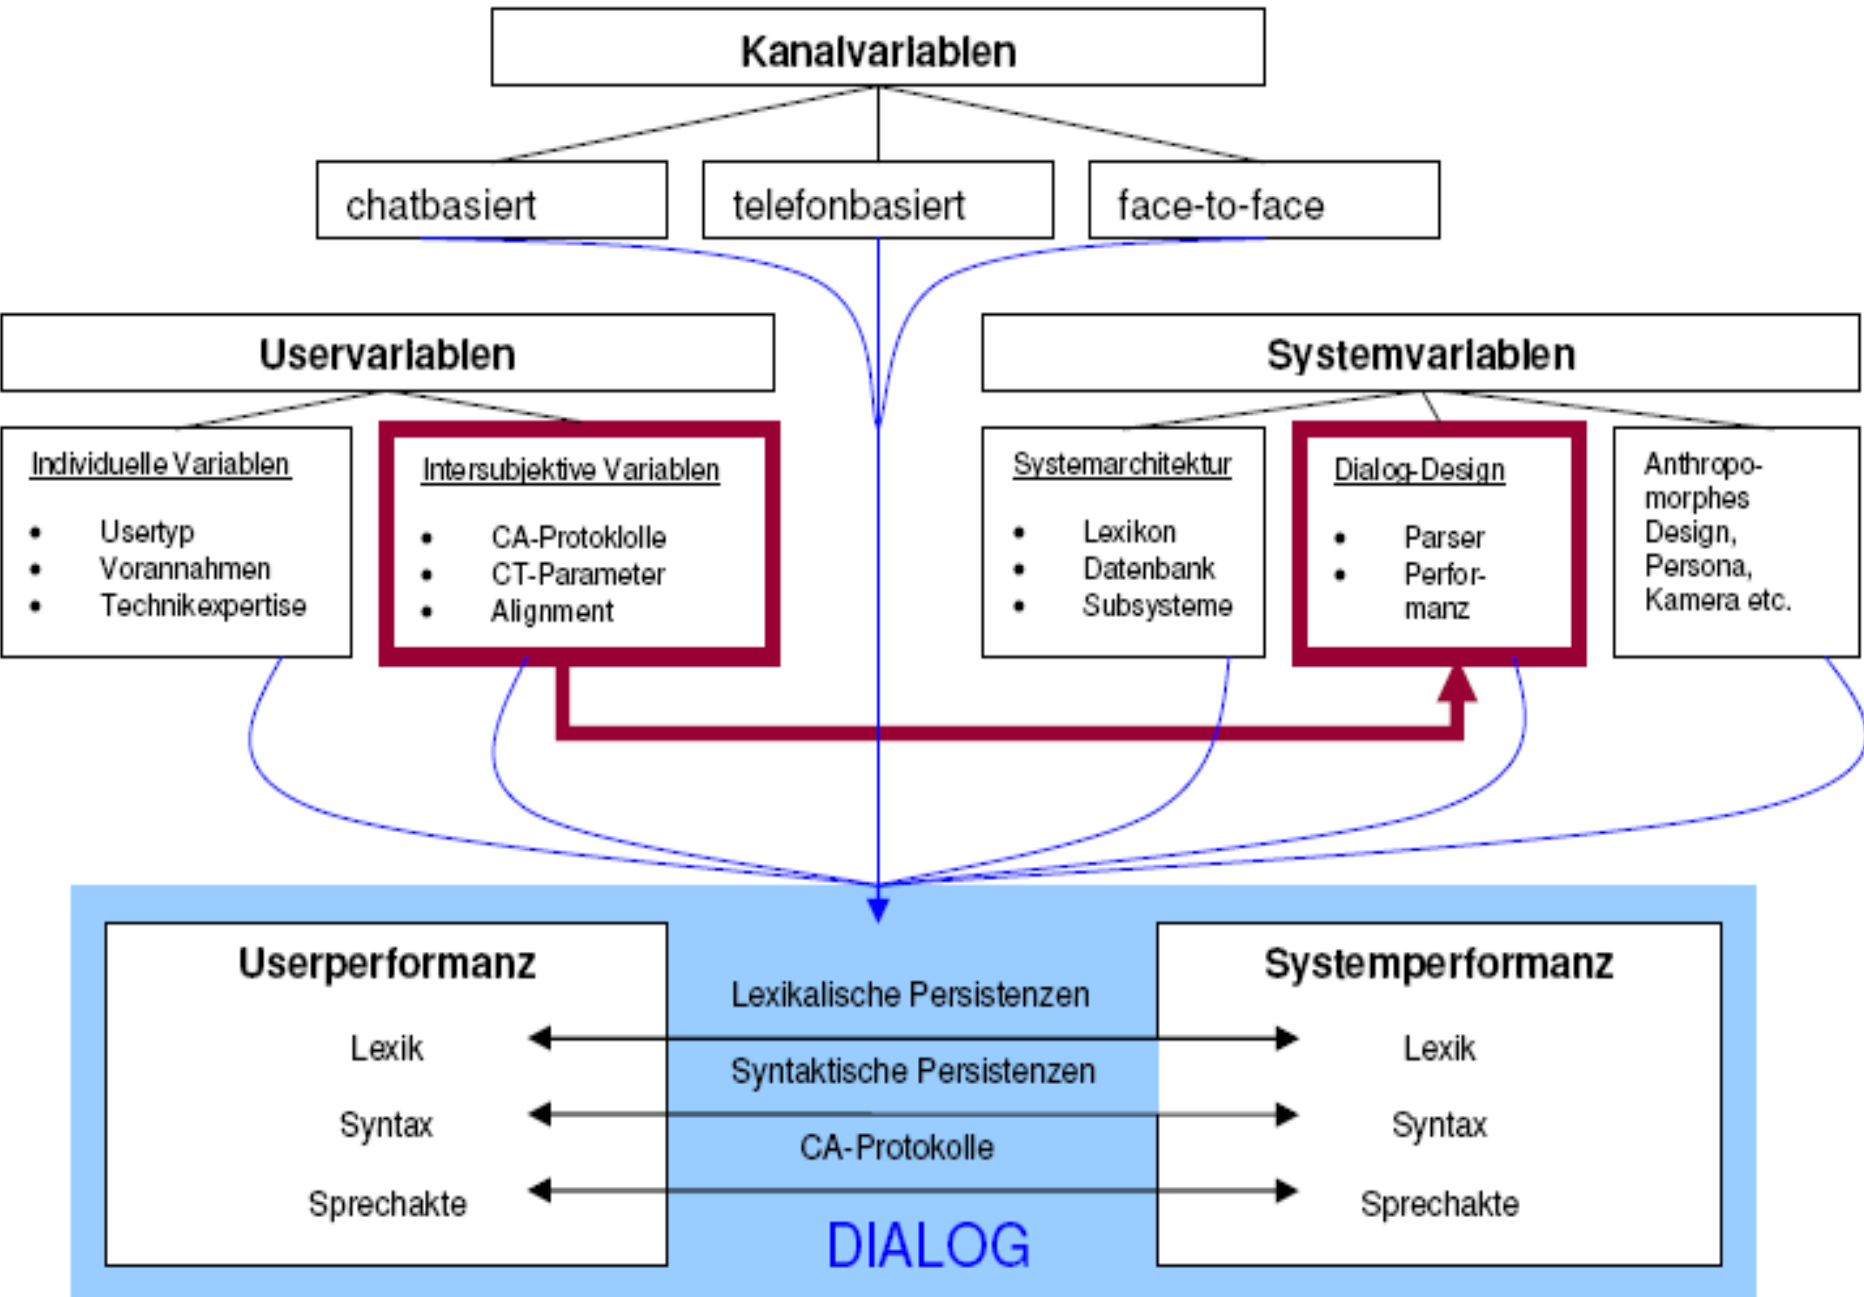 Kanalvariablen
chatbasiert
telefonbasiert
face-to-face
Uservariablen
Systemvariablen
Individuelle Variablen
• Usertyp
• Vorannahmen
• Technikexpertise
Intersubjektive Variablen
• CA-Protoklolle
• CT-Parameter
• Alignment
Systemarchitektur
• Lexikon
• Datenbank
• Subsysteme
Dialog-Design
• Parser
• Perfor-
manz
Anthropo-
morphes
Design,
Persona,
Kamera etc.
Userperformanz
Lexik
Syntax
Sprechakte
Lexikalische Persistenzen
Syntaktische Persistenzen
CA-Protokolle
DIALOG
Systemperformanz
Lexik
Syntax
Sprechakte